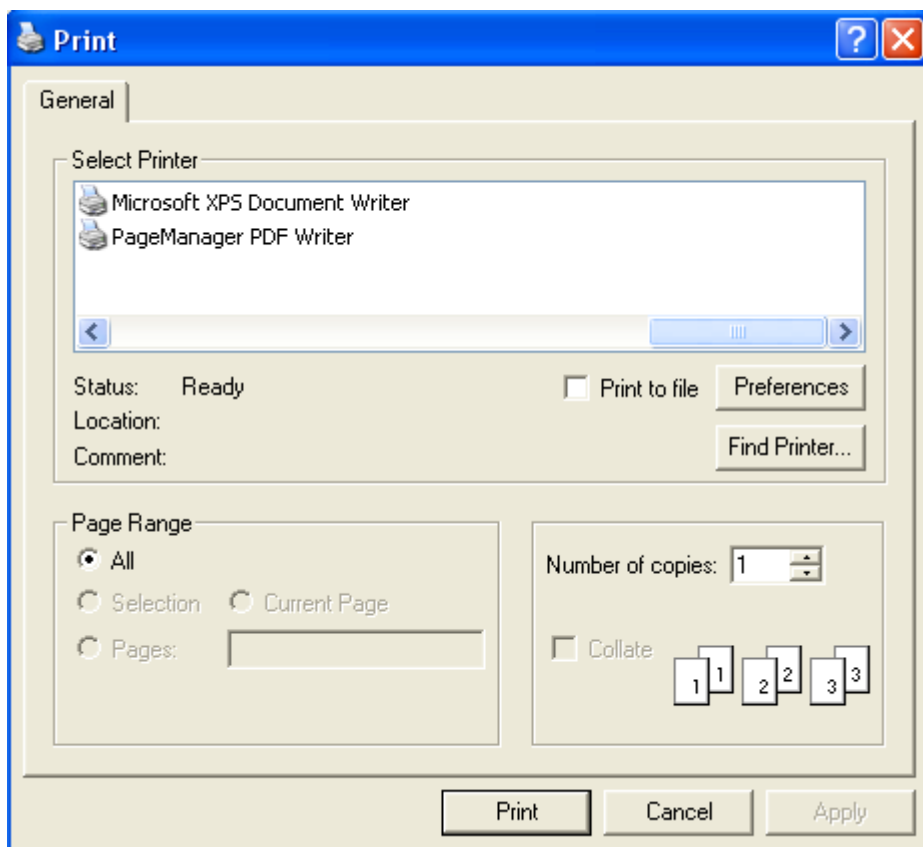 Print
General
Select Printer
Microsoft XPS Document Writer
PageManager PDF Writer
Status: Ready
Print to file
Preferences
Location:
Comment:
Find Printer...
Page Range
All
Selection
Current Page
Pages:
Number of copies: 1
Collate
1 1 2 2 3 3
Print
Cancel
Apply